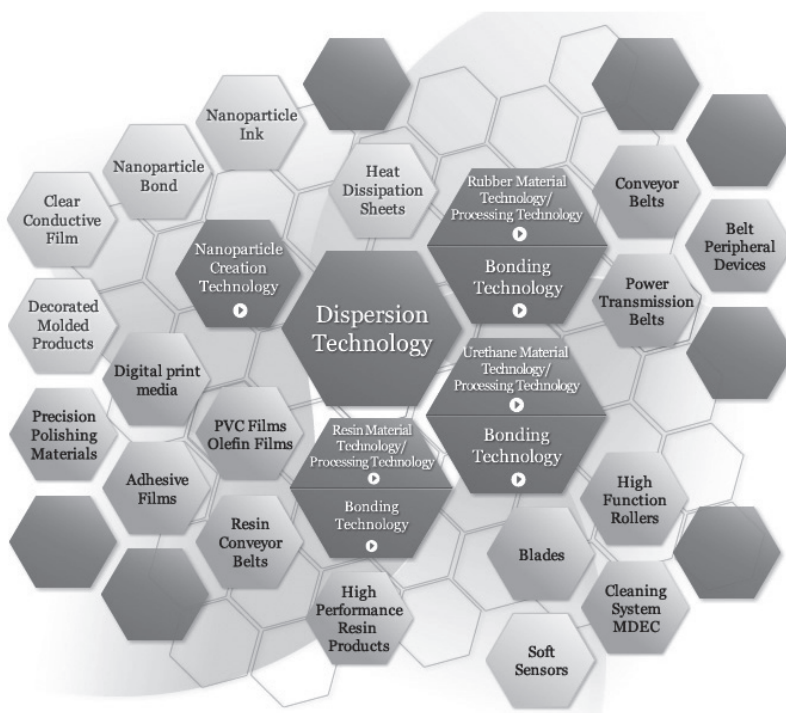 Nanoparticle
Ink
Nanoparticle
Bond
Heat
Dissipation
Sheets
Rubber Material
Technology/
Processing Technology
Bonding
Technology
Conveyor
Belts
Clear
Conductive
Film
Nanoparticle
Creation
Technology
Belt
Peripheral
Devices
Dispersion
Technology
Power
Transmission
Belts
Decorated
Molded
Products
Digital print
media
Urethane Material
Technology/
Processing Technology
Bonding
Technology
Precision
Polishing
Materials
PVC Films
Olefin Films
Resin Material
Technology/
Processing Technology
Bonding
Technology
Adhesive
Films
High
Function
Rollers
Resin
Conveyor
Belts
Blades
High
Performance
Resin
Products
Cleaning
System
MDEC
Soft
Sensors